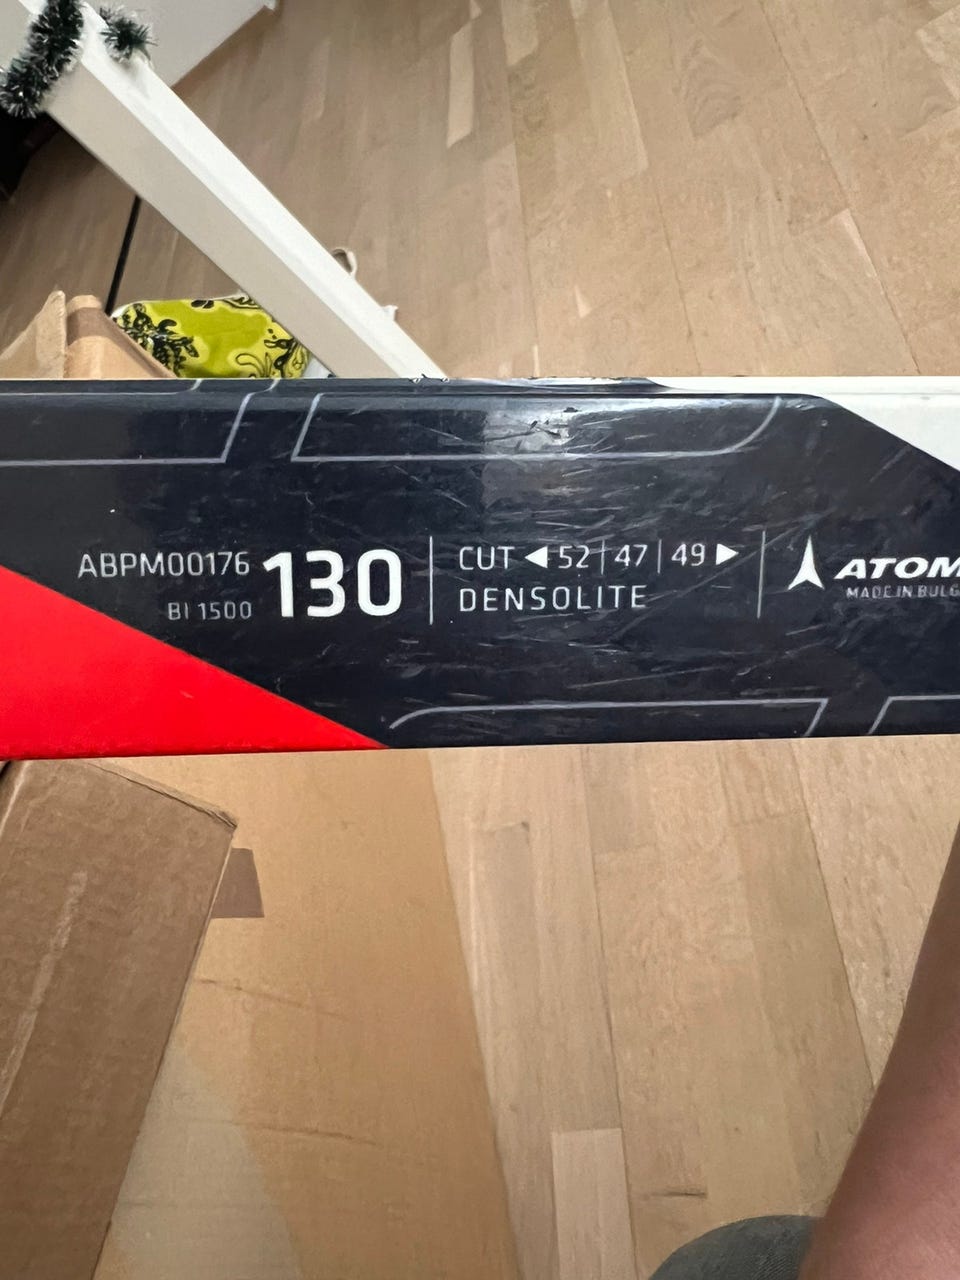 ABPM00176 130
BI 1500
CUT ◀ 52 | 47 | 49 ▶
DENSOLITE
ATOM
MADE IN BULG